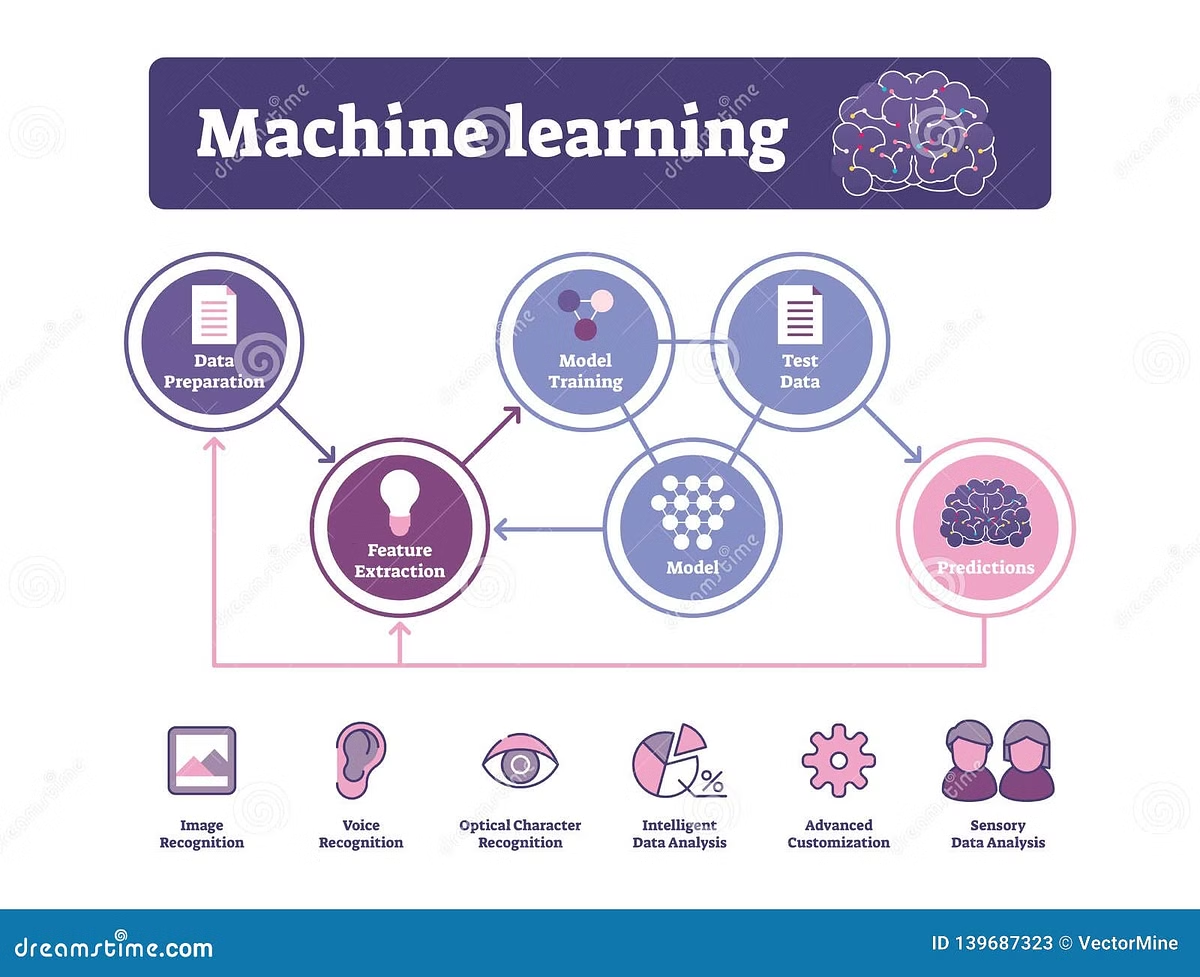 Machine learning
Data
Preparation
Model
Training
Test
Data
Feature
Extraction
Model
Predictions
Image
Recognition
Voice
Recognition
Optical Character
Recognition
Intelligent
Data Analysis
Advanced
Customization
Sensory
Data Analysis
%
dreamstime.com
ID 139687323 © VectorMine